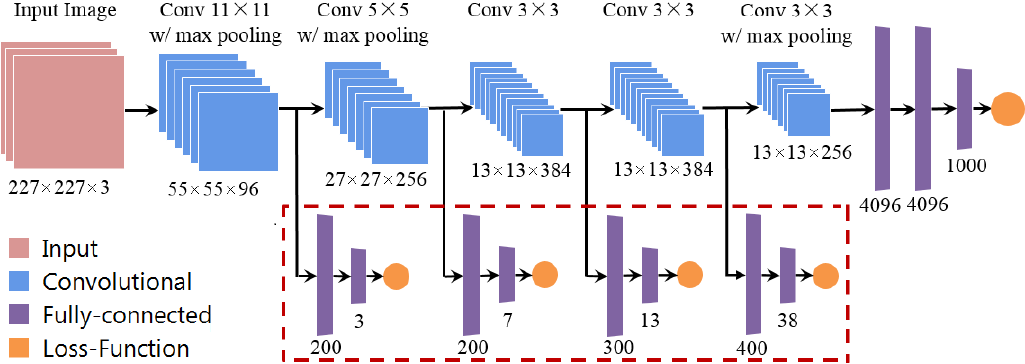 Input Image
Conv 11×11
w/ max pooling
Conv 5×5
w/ max pooling
Conv 3×3
Conv 3×3
Conv 3×3
w/ max pooling
227×227×3
55×55×96
27×27×256
13×13×384
13×13×384
13×13×256
4096
4096
1000
Input
Convolutional
Fully-connected
Loss-Function
200
3
200
7
300
13
400
38